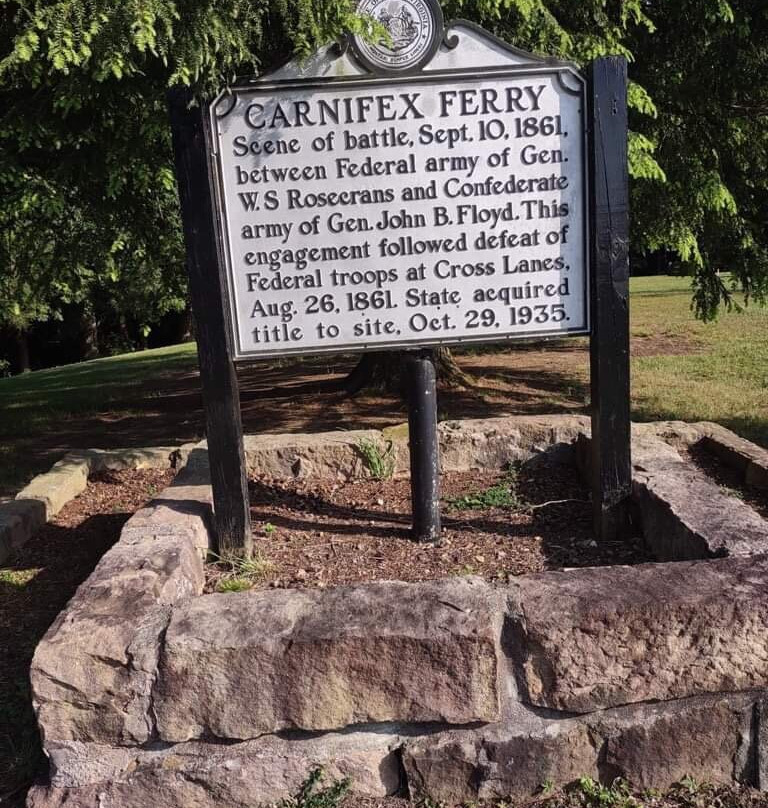 CARNIFEX FERRY
Scene of battle, Sept. 10, 1861,
between Federal army of Gen.
W. S Rosecrans and Confederate
army of Gen. John B. Floyd. This
engagement followed defeat of
Federal troops at Cross Lanes,
Aug. 26, 1861. State acquired
title to site, Oct. 29, 1935.